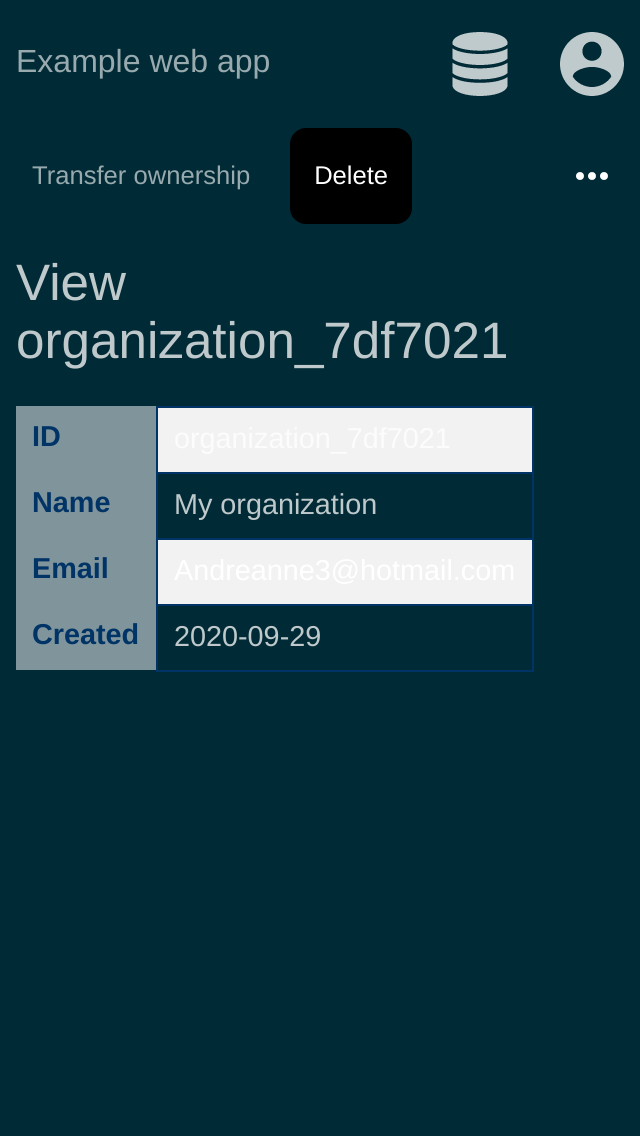 Example web app
Transfer ownership Delete
View
organization_7df7021
ID organization_7df7021
Name My organization
Email Andreanne3@hotmail.com
Created 2020-09-29